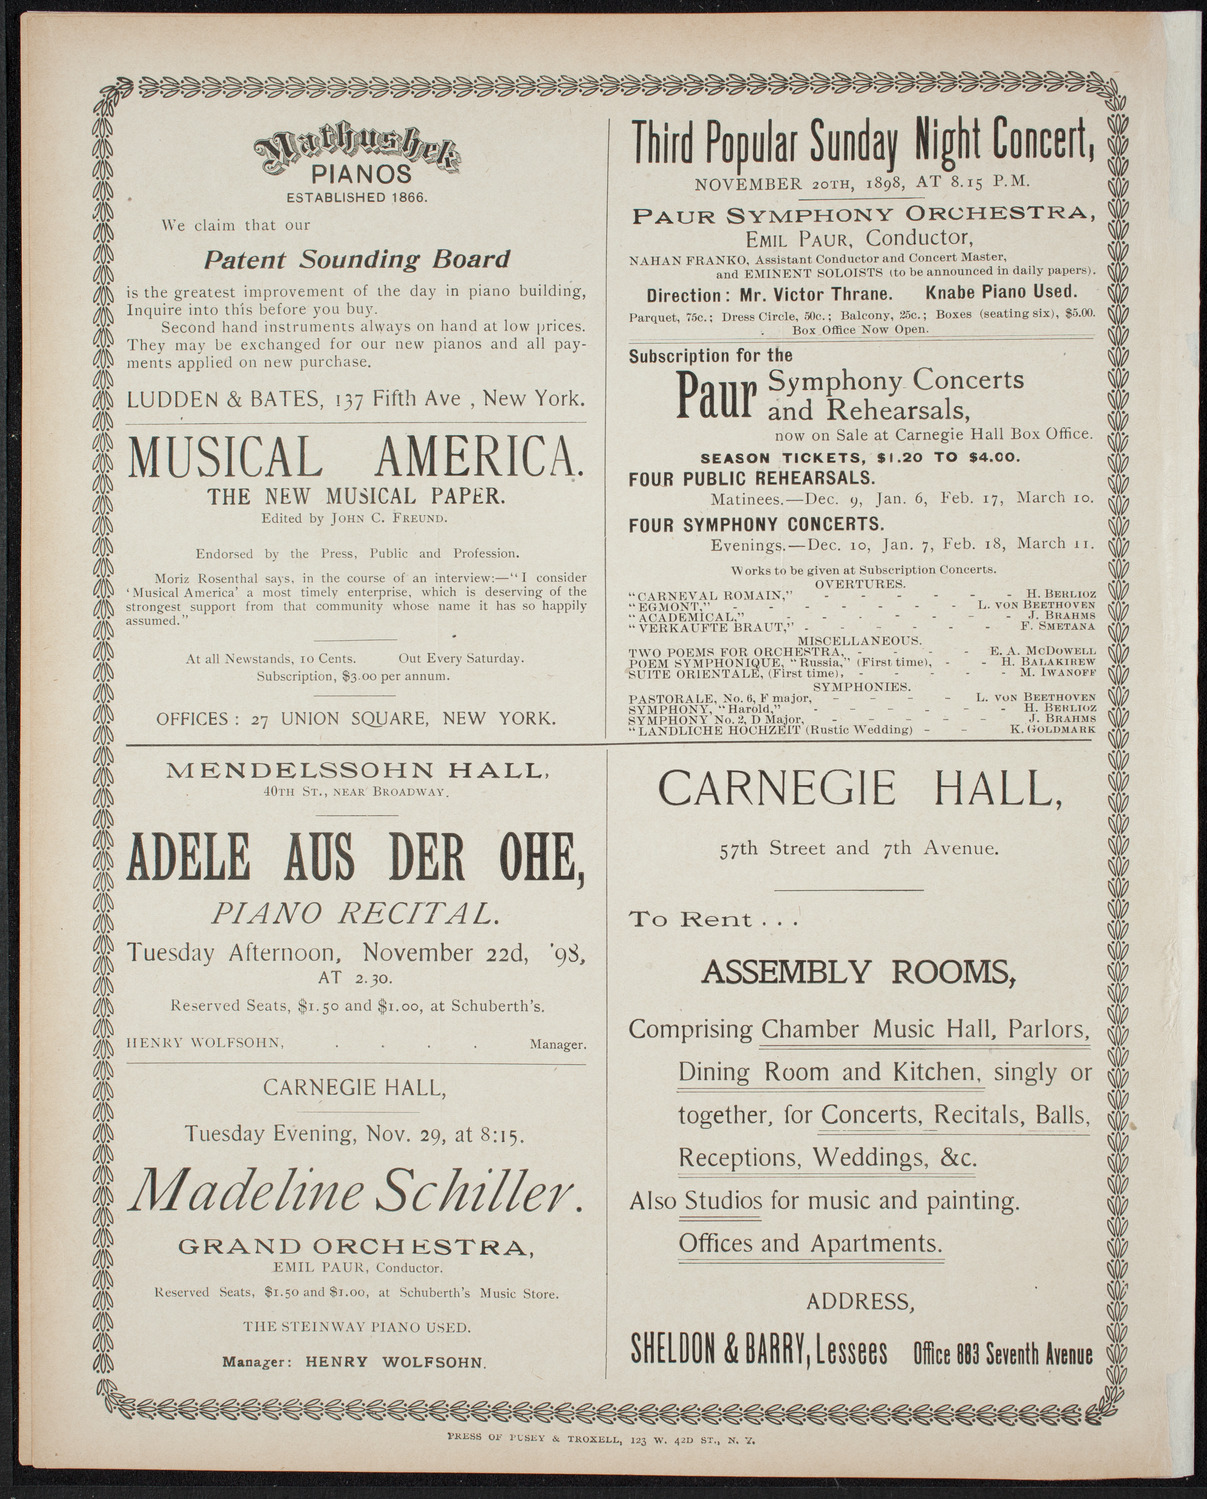 Mathushek
PIANOS
ESTABLISHED 1866.
We claim that our
Patent Sounding Board
is the greatest improvement of the day in piano building,
Inquire into this before you buy.
Second hand instruments always on hand at low prices.
They may be exchanged for our new pianos and all pay-
ments applied on new purchase.
LUDDEN & BATES, 137 Fifth Ave , New York.
MUSICAL AMERICA.
THE NEW MUSICAL PAPER.
Edited by JOHN C. FREUND.
Endorsed by the Press, Public and Profession.
Moriz Rosenthal says, in the course of an interview:—"I consider
'Musical America' a most timely enterprise, which is deserving of the
strongest support from that community whose name it has so happily
assumed."
At all Newstands, 10 Cents. Out Every Saturday.
Subscription, $3.00 per annum.
OFFICES : 27 UNION SQUARE, NEW YORK.
MENDELSSOHN HALL,
40TH ST., NEAR BROADWAY.
ADELE AUS DER OHE,
PIANO RECITAL.
Tuesday Afternoon, November 22d, '98,
AT 2.30.
Reserved Seats, $1.50 and $1.00, at Schuberth's.
HENRY WOLFSOHN, . . . . Manager.
CARNEGIE HALL,
Tuesday Evening, Nov. 29, at 8:15.
Madeline Schiller.
GRAND ORCHESTRA,
EMIL PAUR, Conductor.
Reserved Seats, $1.50 and $1.00, at Schuberth's Music Store.
THE STEINWAY PIANO USED.
Manager: HENRY WOLFSOHN.
Third Popular Sunday Night Concert,
NOVEMBER 20TH, 1898, AT 8.15 P.M.
PAUR SYMPHONY ORCHESTRA,
EMIL PAUR, Conductor,
NAHAN FRANKO, Assistant Conductor and Concert Master,
and EMINENT SOLOISTS (to be announced in daily papers).
Direction: Mr. Victor Thrane. Knabe Piano Used.
Parquet, 75c.; Dress Circle, 50c.; Balcony, 25c.; Boxes (seating six), $5.00.
Box Office Now Open.
Subscription for the
Paur Symphony Concerts
and Rehearsals,
now on Sale at Carnegie Hall Box Office.
SEASON TICKETS, $1.20 TO $4.00.
FOUR PUBLIC REHEARSALS.
Matinees.—Dec. 9, Jan. 6, Feb. 17, March 10.
FOUR SYMPHONY CONCERTS.
Evenings.—Dec. 10, Jan. 7, Feb. 18, March 11.
Works to be given at Subscription Concerts.
OVERTURES.
"CARNEVAL ROMAIN," - - - - - - H. BERLIOZ
"EGMONT," - - - - - - - L. VON BEETHOVEN
"ACADEMICAL," - - - - - - - J. BRAHMS
"VERKAUFTE BRAUT," - - - - - - - F. SMETANA
MISCELLANEOUS.
TWO POEMS FOR ORCHESTRA, - - - - E. A. McDOWELL
POEM SYMPHONIQUE, "Russia," (First time), - - H. BALAKIREW
SUITE ORIENTALE, (First time), - - - - - M. IWANOFF
SYMPHONIES.
PASTORALE, No. 6, F major, - - - - L. VON BEETHOVEN
SYMPHONY, "Harold," - - - - - - H. BERLIOZ
SYMPHONY No. 2, D Major, - - - - - - J. BRAHMS
"LANDLICHE HOCHZEIT (Rustic Wedding) - - K. GOLDMARK
CARNEGIE HALL,
57th Street and 7th Avenue.
To Rent . . .
ASSEMBLY ROOMS,
Comprising Chamber Music Hall, Parlors,
Dining Room and Kitchen, singly or
together, for Concerts, Recitals, Balls,
Receptions, Weddings, &c.
Also Studios for music and painting.
Offices and Apartments.
ADDRESS,
SHELDON & BARRY, Lessees Office 883 Seventh Avenue
PRESS OF PUSEY & TROXELL, 123 W. 42D ST., N. Y.